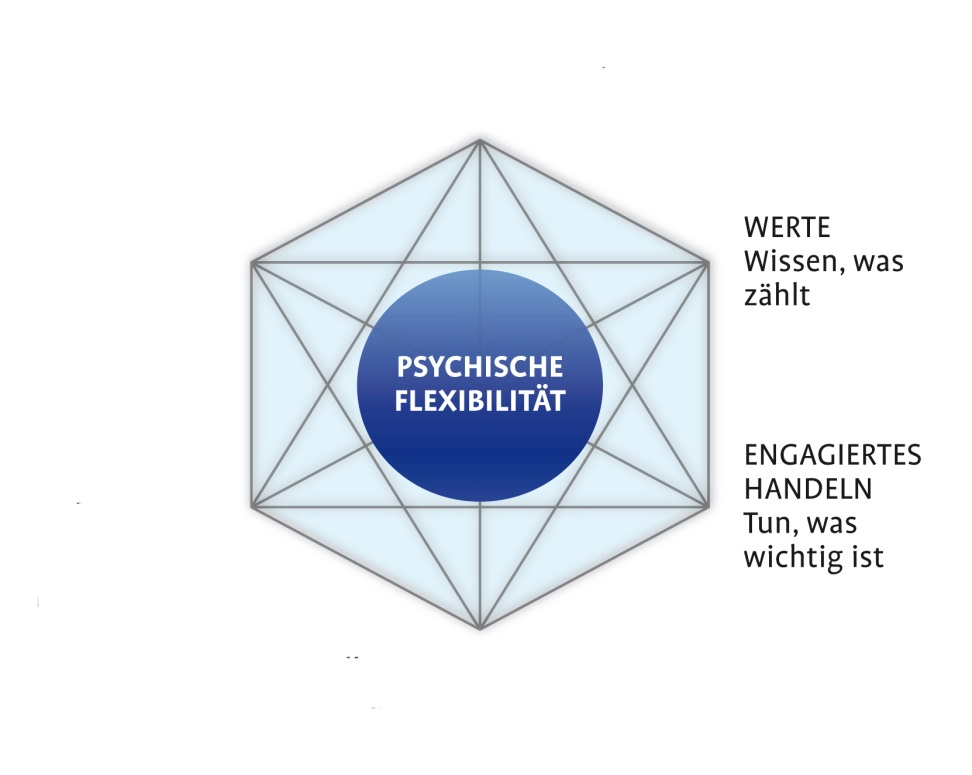 WERTE
Wissen, was
zählt
PSYCHISCHE
FLEXIBILITÄT
ENGAGIERTES
HANDELN
Tun, was
wichtig ist